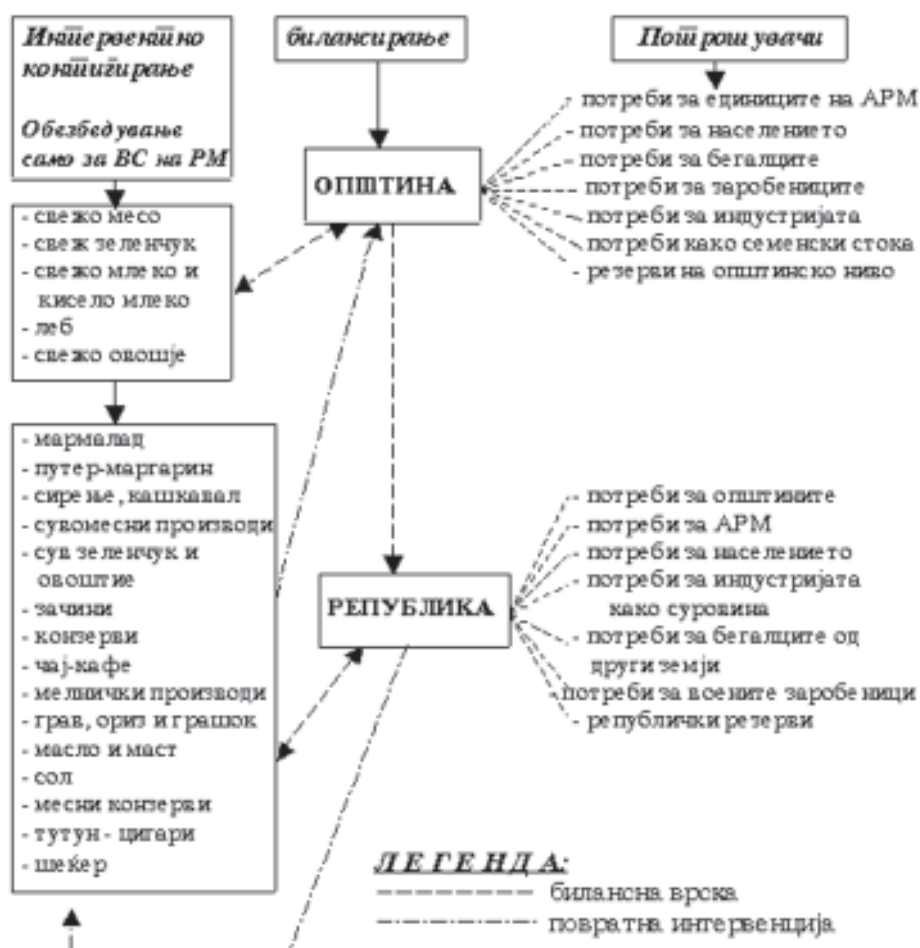 Интервентно
контигирање
Обезбедување
само за ВС на РМ
- свежо месо
- свеж зеленчук
- свежо млеко и
кисело млеко
- леб
- свежо овошје
- мармалад
- путер-маргарин
- сирење, кашкавал
- сувомесни производи
- сув зеленчук и
овоштие
- зачини
- конзерви
- чај-кафе
- мелнички производи
- грав, ориз и грашок
- масло и маст
- сол
- месни конзерви
- тутун - цигари
- шеќер
билансирање
ОПШТИНА
РЕПУБЛИКА
Потрошувачи
- потреби за единиците на АРМ
- потреби за населението
- потреби за бегалците
- потреби за заробениците
- потреби за индустријата
- потреби како семенски стока
- резерви на општинско ниво
- потреби за општините
- потреби за АРМ
- потреби за населението
- потреби за индустријата
како суровина
- потреби за бегалците од
други земји
- потреби за воените заробеници
- републички резерви
ЛЕГЕНДА:
билансна врска
повратна интервенција